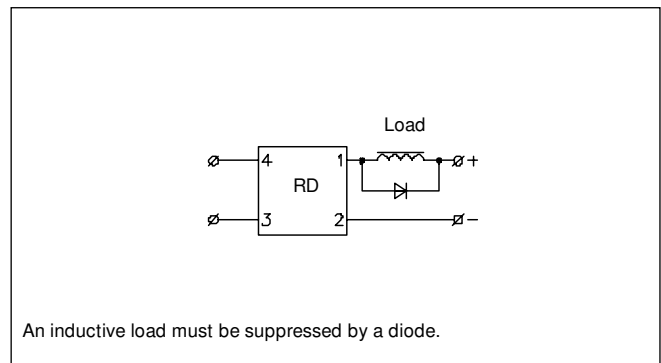 Load
4 1 +
RD
3 2 −
An inductive load must be suppressed by a diode.